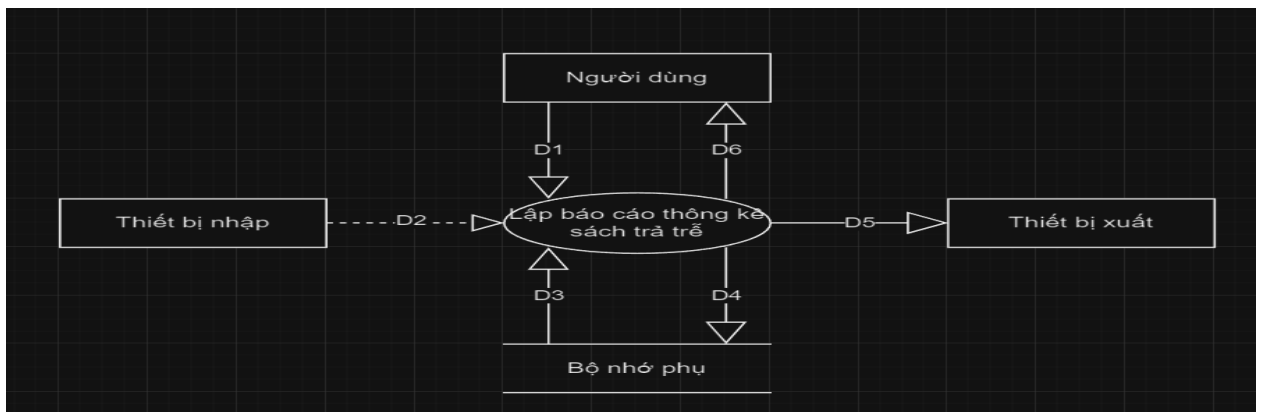 Người dùng
D1
D6
Thiết bị nhập
D2
Lập báo cáo thông kê
sách trả trễ
D5
Thiết bị xuất
D3
D4
Bộ nhớ phụ